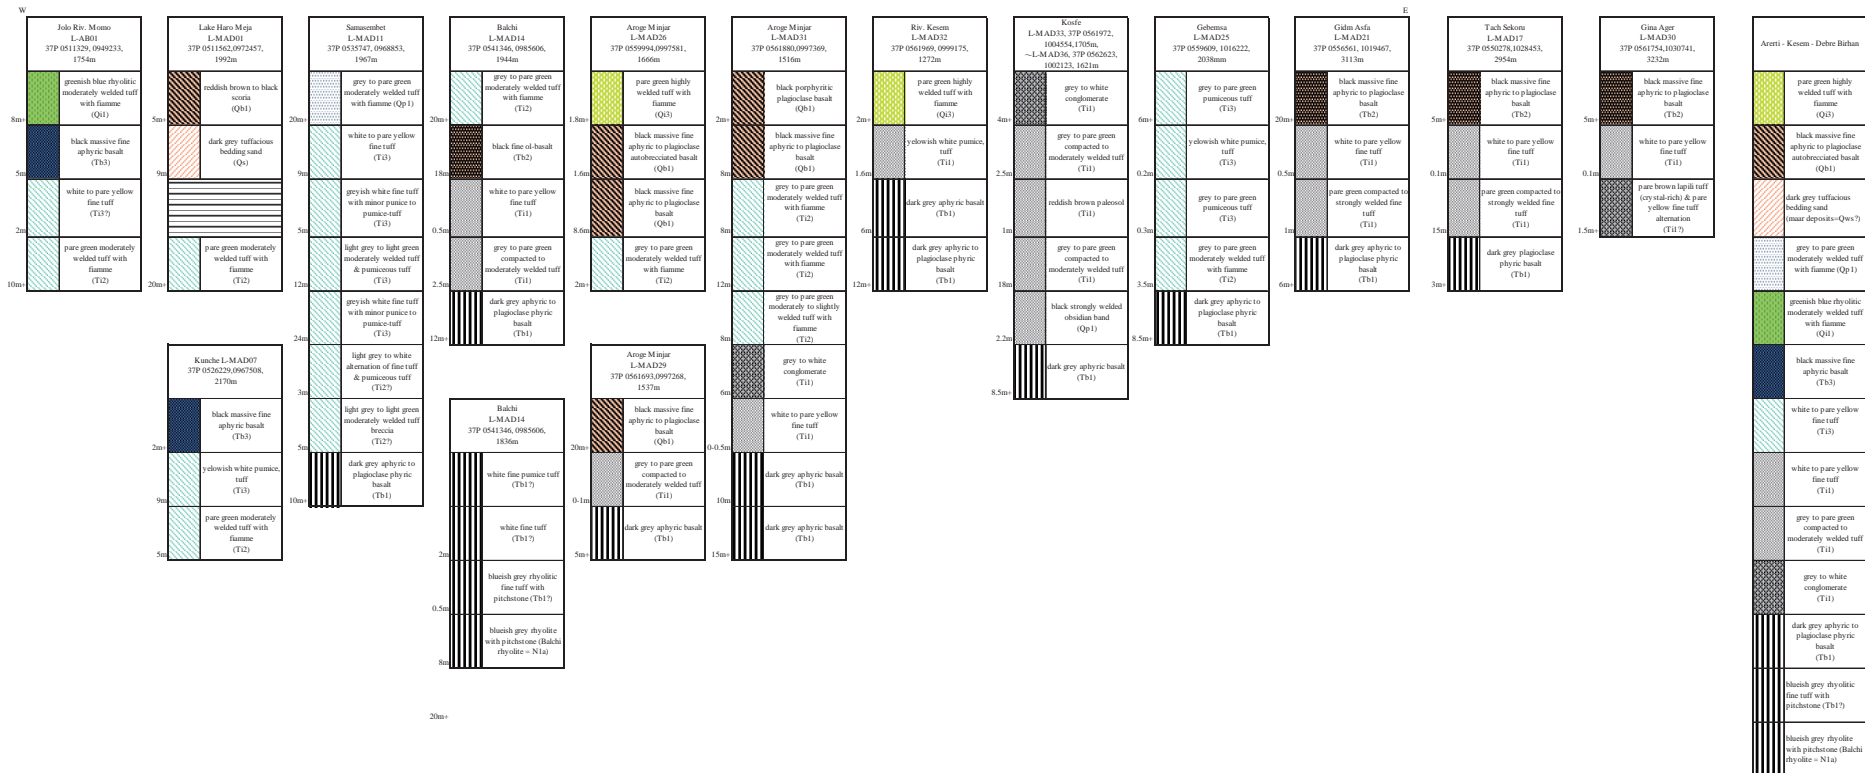 W
E
Jolo Riv. Momo
L-AB01
37P 0511329, 0949233,
1754m
greenish blue rhyolitic
moderately welded tuff
with fiamme
(Qi1)
8m+
black massive fine
aphyric basalt
(Tb3)
5m
white to pare yellow
fine tuff
(Ti3?)
2m
pare green moderately
welded tuff with
fiamme
(Ti2)
10m+
Lake Haro Meja
L-MAD01
37P 0511562,0972457,
1992m
reddish brown to black
scoria
(Qb1)
5m+
dark grey tuffacious
bedding sand
(Qs)
9m
pare green moderately
welded tuff with
fiamme
(Ti2)
20m+
Kunche L-MAD07
37P 0526229,0967508,
2170m
black massive fine
aphyric basalt
(Tb3)
2m+
yelowish white pumice,
tuff
(Ti3)
9m
pare green moderately
welded tuff with
fiamme
(Ti2)
5m
Samasembet
L-MAD11
37P 0535747, 0968853,
1967m
grey to pare green
moderately welded tuff
with fiamme (Qp1)
20m+
white to pare yellow
fine tuff
(Ti3)
9m
greyish white fine tuff
with minor punice to
pumice-tuff
(Ti3)
5m
light grey to light green
moderately welded tuff
& pumiceous tuff
(Ti3)
12m
greyish white fine tuff
with minor punice to
pumice-tuff
(Ti3)
24m
light grey to white
alternation of fine tuff
& pumiceous tuff
(Ti2?)
3m
light grey to light green
moderately welded tuff
breccia
(Ti2?)
5m
dark grey aphyric to
plagioclase phyric
basalt
(Tb1)
10m+
Balchi
L-MAD14
37P 0541346, 0985606,
1944m
grey to pare green
moderately welded tuff
with fiamme
(Ti2)
20m+
black fine ol-basalt
(Tb2)
18m
white to pare yellow
fine tuff
(Ti1)
0.5m
grey to pare green
compacted to
moderately welded tuff
(Ti1)
2.5m
dark grey aphyric to
plagioclase phyric
basalt
(Tb1)
12m+
Balchi
L-MAD14
37P 0541346, 0985606,
1836m
white fine pumice tuff
(Tb1?)
white fine tuff
(Tb1?)
2m
blueish grey rhyolitic
fine tuff with
pitchstone (Tb1?)
0.5m
blueish grey rhyolite
with pitchstone (Balchi
rhyolite = N1a)
8m
20m+
Aroge Minjar
L-MAD26
37P 0559994,0997581,
1666m
pare green highly
welded tuff with
fiamme
(Qi3)
1.8m+
black massive fine
aphyric to plagioclase
autobrecciated basalt
(Qb1)
1.6m
black massive fine
aphyric to plagioclase
basalt
(Qb1)
8.6m
grey to pare green
moderately welded tuff
with fiamme
(Ti2)
2m+
Aroge Minjar
L-MAD29
37P 0561693,0997268,
1537m
black massive fine
aphyric to plagioclase
basalt
(Qb1)
20m+
grey to pare green
compacted to
moderately welded tuff
(Ti1)
0-1m
dark grey aphyric basalt
(Tb1)
5m+
Aroge Minjar
L-MAD31
37P 0561880,0997369,
1516m
black porphyritic
plagioclase basalt
(Qb1)
2m+
black massive fine
aphyric to plagioclase
basalt
(Qb1)
8m
grey to pare green
moderately welded tuff
with fiamme
(Ti2)
8m
grey to pare green
moderately welded tuff
with fiamme
(Ti2)
12m
grey to pare green
moderately to slightly
welded tuff with
fiamme
(Ti2)
8m
grey to white
conglomerate
(Ti1)
6m
white to pare yellow
fine tuff
(Ti1)
0-0.5m
dark grey aphyric basalt
(Tb1)
10m
dark grey aphyric basalt
(Tb1)
15m+
Riv. Kesem
L-MAD32
37P 0561969, 0999175,
1272m
pare green highly
welded tuff with
fiamme
(Qi3)
2m+
yelowish white pumice,
tuff
(Ti1)
1.6m
dark grey aphyric basalt
(Tb1)
6m
dark grey aphyric to
plagioclase phyric
basalt
(Tb1)
12m+
Kosfe
L-MAD33, 37P 0561972,
1004554,1705m,
~L-MAD36, 37P 0562623,
1002123, 1621m
grey to white
conglomerate
(Ti1)
4m+
grey to pare green
compacted to
moderately welded tuff
(Ti1)
2.5m
reddish brown paleosol
(Ti1)
1m
grey to pare green
compacted to
moderately welded tuff
(Ti1)
18m
black strongly welded
obsidian band
(Qp1)
2.2m
dark grey aphyric basalt
(Tb1)
8.5m+
Gebemsa
L-MAD25
37P 0559609, 1016222,
2038mm
grey to pare green
pumiceous tuff
(Ti3)
6m+
yelowish white pumice,
tuff
(Ti3)
0.2m
grey to pare green
pumiceous tuff
(Ti3)
0.3m
grey to pare green
moderately welded tuff
with fiamme
(Ti2)
3.5m
dark grey aphyric to
plagioclase phyric
basalt
(Tb1)
8.5m+
Gidm Asfa
L-MAD21
37P 0556561, 1019467,
3113m
black massive fine
aphyric to plagioclase
basalt
(Tb2)
20m+
white to pare yellow
fine tuff
(Ti1)
0.5m
pare green compacted to
strongly welded fine
tuff
(Ti1)
1m
dark grey aphyric to
plagioclase phyric
basalt
(Tb1)
6m+
Tach Sekoru
L-MAD17
37P 0550278,1028453,
2954m
black massive fine
aphyric to plagioclase
basalt
(Tb2)
5m+
white to pare yellow
fine tuff
(Ti1)
0.1m
pare green compacted to
strongly welded fine
tuff
(Ti1)
15m
dark grey plagioclase
phyric basalt
(Tb1)
3m+
Gina Ager
L-MAD30
37P 0561754,1030741,
3232m
black massive fine
aphyric to plagioclase
basalt
(Tb2)
5m+
white to pare yellow
fine tuff
(Ti1)
0.1m
pare brown lapili tuff
(crystal-rich) & pare
yellow fine tuff
alternation
(Ti1?)
1.5m+
Arerti - Kesem - Debre Birhan
pare green highly
welded tuff with
fiamme
(Qi3)
black massive fine
aphyric to plagioclase
autobrecciated basalt
(Qb1)
dark grey tuffacious
bedding sand
(maar deposits=Qws?)
grey to pare green
moderately welded tuff
with fiamme (Qp1)
greenish blue rhyolitic
moderately welded tuff
with fiamme
(Qi1)
black massive fine
aphyric basalt
(Tb3)
white to pare yellow
fine tuff
(Ti3)
white to pare yellow
fine tuff
(Ti1)
grey to pare green
compacted to
moderately welded tuff
(Ti1)
grey to white
conglomerate
(Ti1)
dark grey aphyric to
plagioclase phyric
basalt
(Tb1)
blueish grey rhyolitic
fine tuff with
pitchstone (Tb1?)
blueish grey rhyolite
with pitchstone (Balchi
rhyolite = N1a)